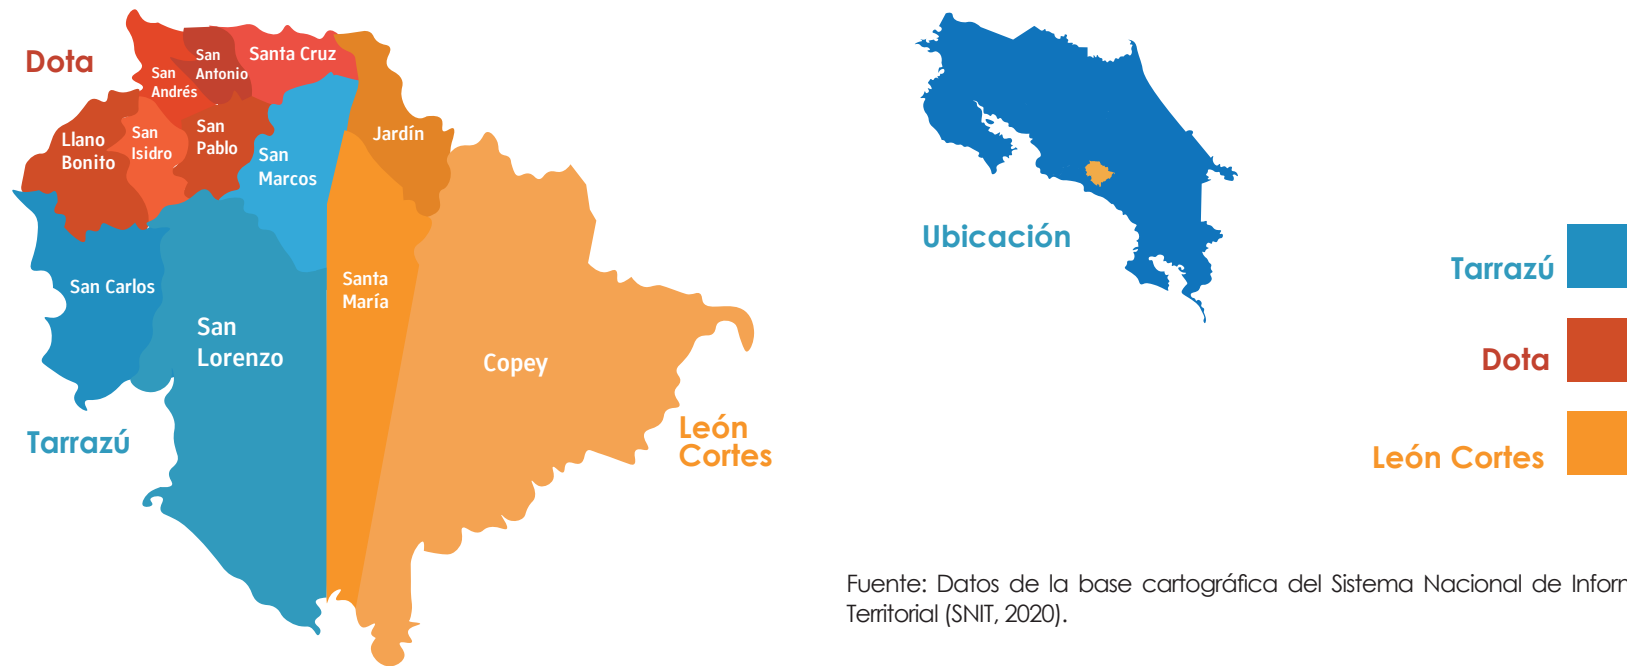 Dota
San
Antonio
Santa Cruz
San
Andrés
Llano
Bonito
San
Isidro
San
Pablo
San
Marcos
Jardín
San Carlos
San
Lorenzo
Santa
María
Copey
Tarrazú
León
Cortes
Ubicación
Tarrazú
Dota
León Cortes
Fuente: Datos de la base cartográfica del Sistema Nacional de Inform
Territorial (SNIT, 2020).